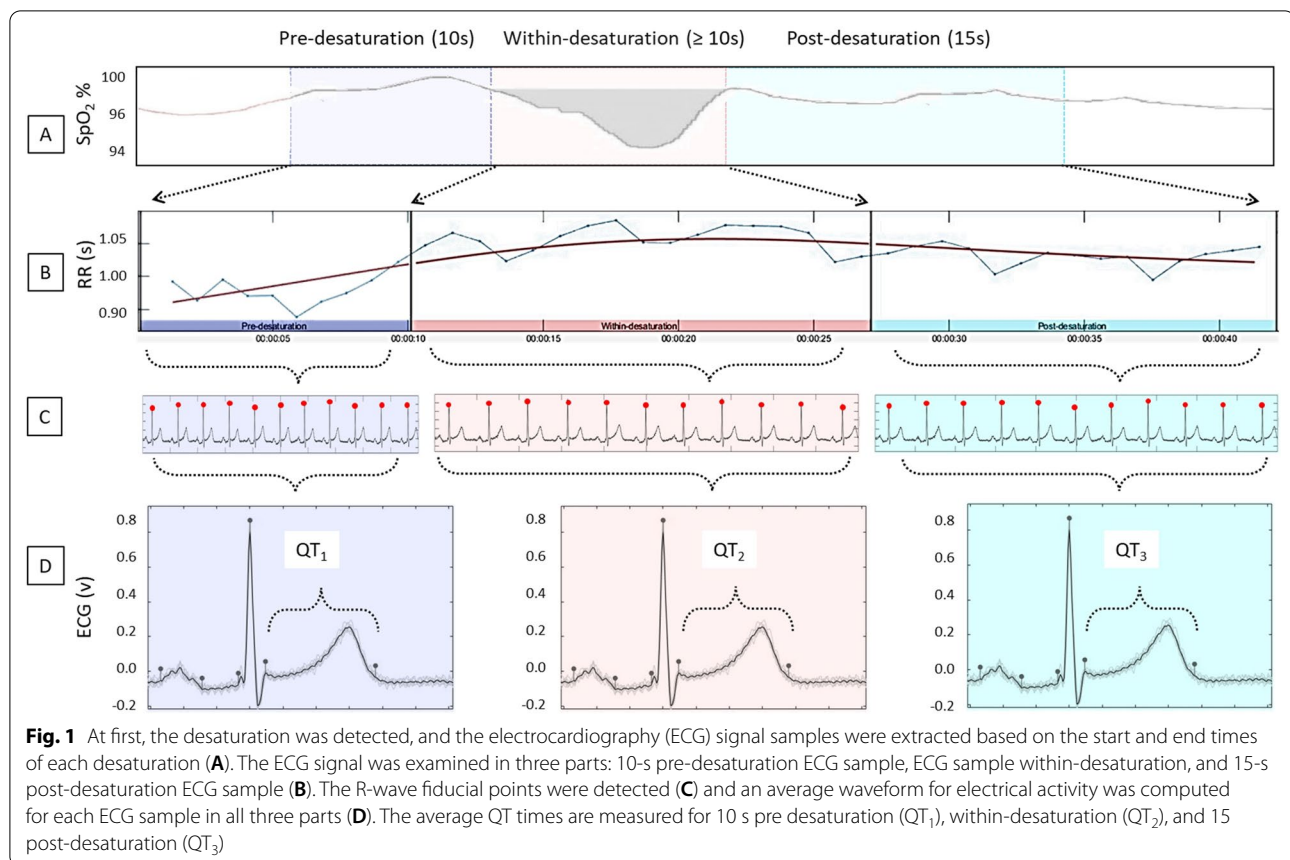 Pre-desaturation (10s) Within-desaturation (≥ 10s) Post-desaturation (15s)
A
SpO₂ %
100
96
94
B
RR (s)
1.05
1.00
0.90
Pre-desaturation Within-desaturation Post-desaturation
00:00:05 00:00:10 00:00:15 00:00:20 00:00:25 00:00:30 00:00:35 00:00:40
C
D
ECG (v)
0.8 0.8 0.8
QT₁ QT₂ QT₃
0.6 0.6 0.6
0.4 0.4 0.4
0.2 0.2 0.2
0.0 0.0 0.0
-0.2 -0.2 -0.2
Fig. 1 At first, the desaturation was detected, and the electrocardiography (ECG) signal samples were extracted based on the start and end times
of each desaturation (A). The ECG signal was examined in three parts: 10-s pre-desaturation ECG sample, ECG sample within-desaturation, and 15-s
post-desaturation ECG sample (B). The R-wave fiducial points were detected (C) and an average waveform for electrical activity was computed
for each ECG sample in all three parts (D). The average QT times are measured for 10 s pre desaturation (QT₁), within-desaturation (QT₂), and 15
post-desaturation (QT₃)